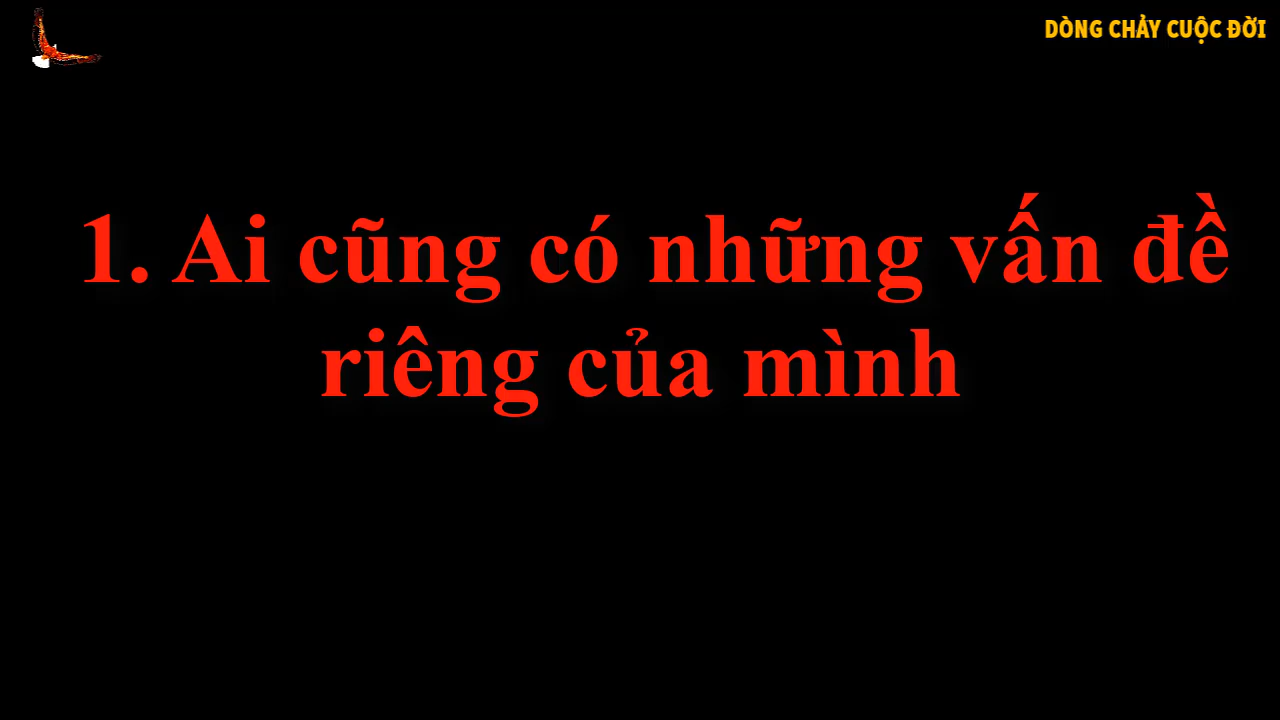 DÒNG CHẢY CUỘC ĐỜI
1. Ai cũng có những vấn đề
riêng của mình